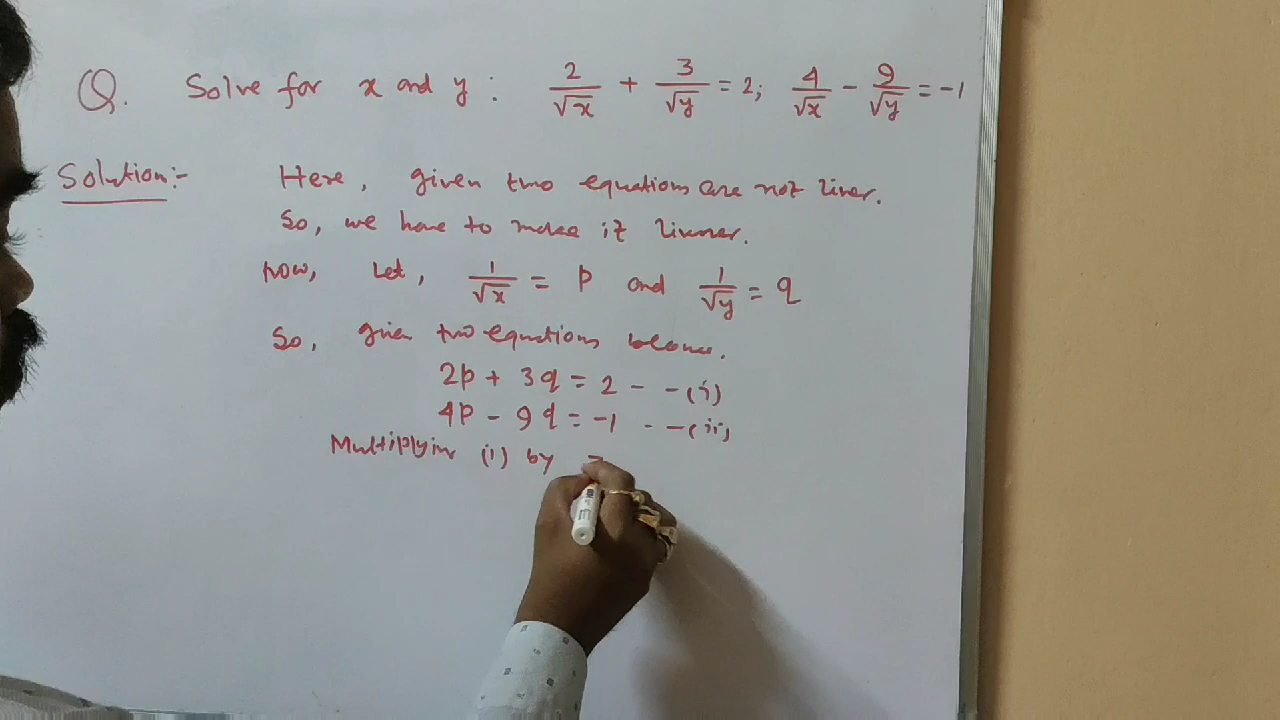 Q. Solve for x and y : 2/√x + 3/√y = 2; 4/√x - 9/√y = -1
Solution:- Here, given two equations are not liner.
So, we have to make it linner.
Now, Let, 1/√x = p and 1/√y = q
So, given two equations become.
2p + 3q = 2 - -(i)
4p - 9q = -1 - -(ii)
Multiplying (i) by